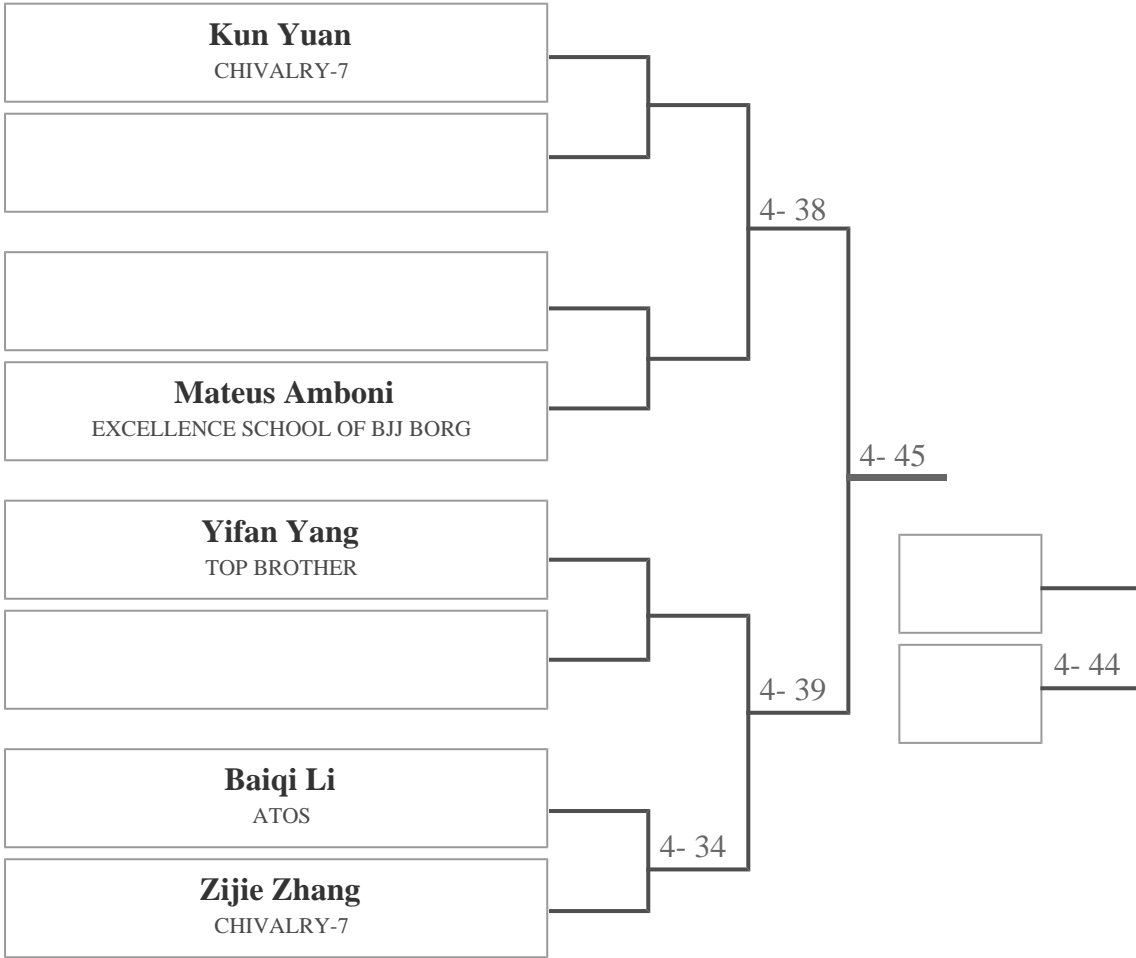 Kun Yuan
CHIVALRY-7
4- 38
Mateus Amboni
EXCELLENCE SCHOOL OF BJJ BORG
4- 45
Yifan Yang
TOP BROTHER
4- 44
4- 39
Baiqi Li
ATOS
4- 34
Zijie Zhang
CHIVALRY-7